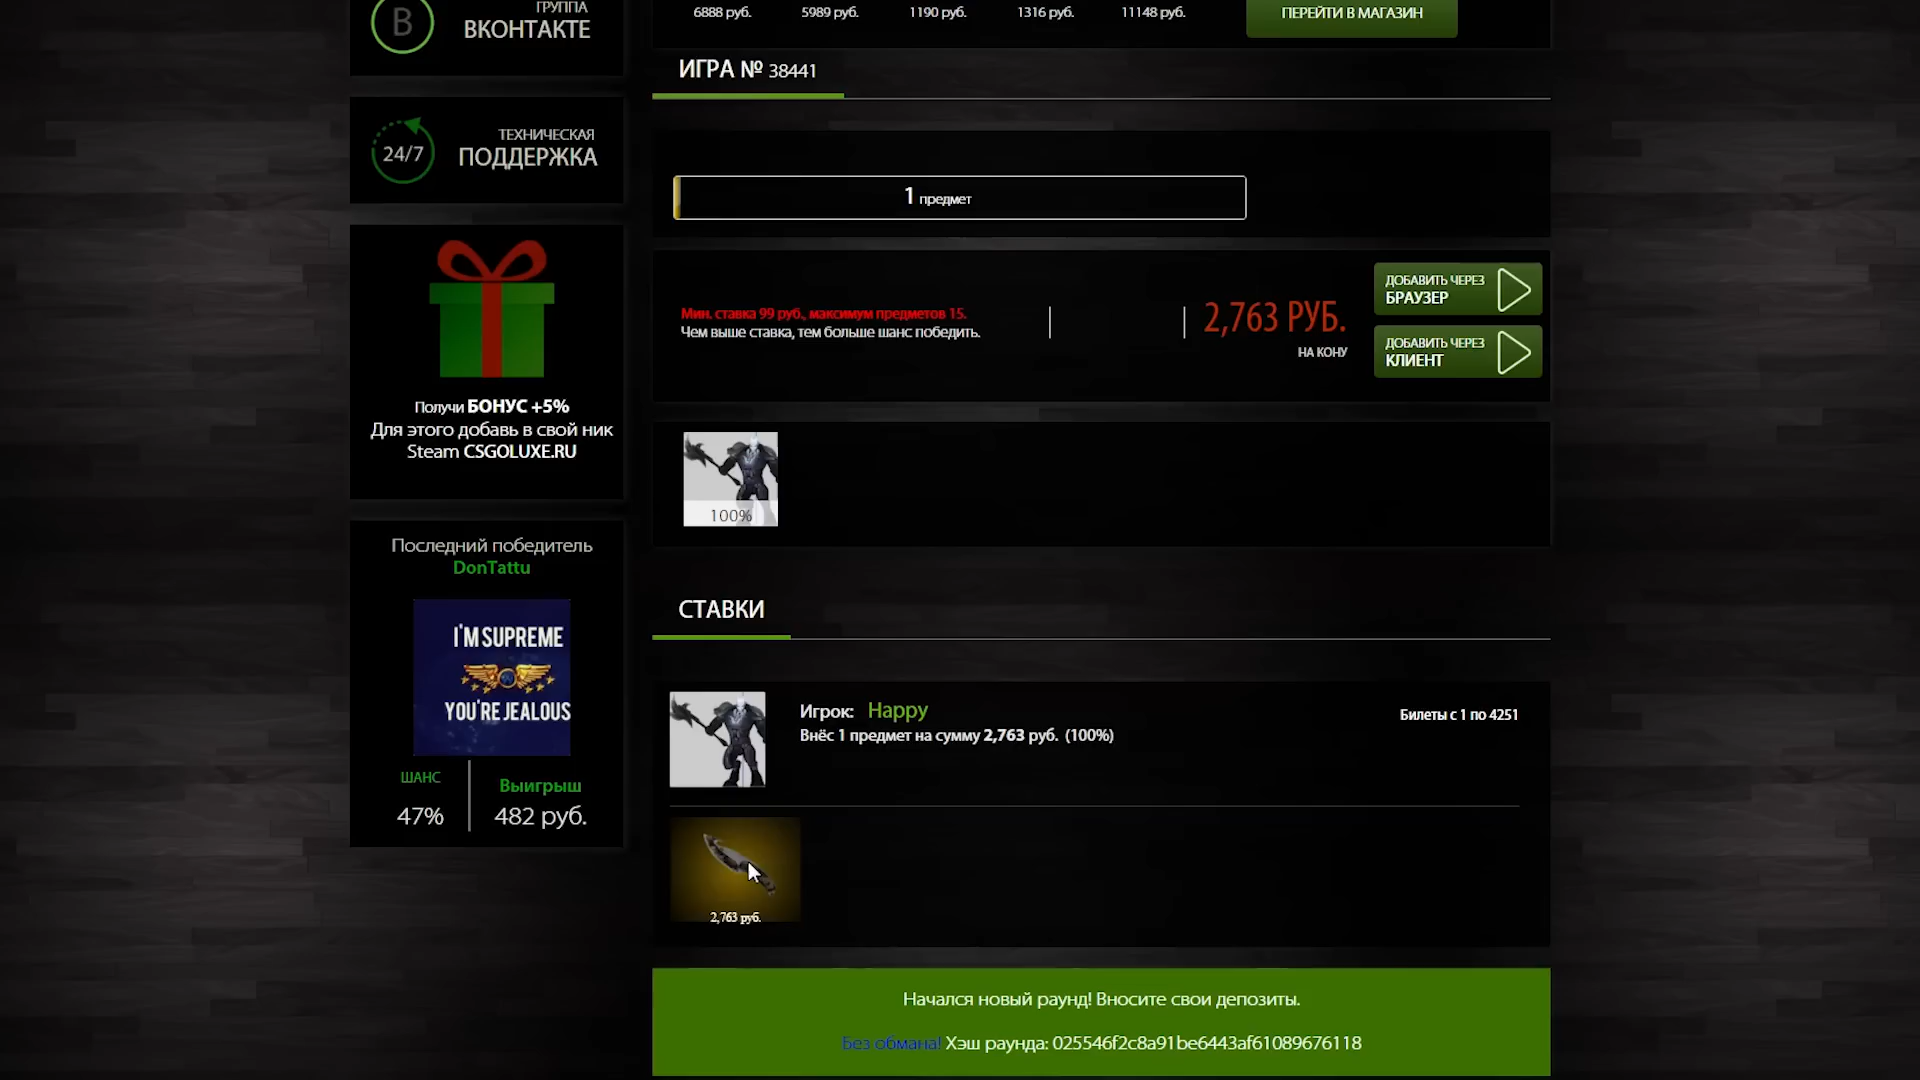 ГРУППА
В ВКОНТАКТЕ
6888 руб. 5989 руб. 1190 руб. 1316 руб. 11148 руб.
ПЕРЕЙТИ В МАГАЗИН
ИГРА № 38441
24/7
ТЕХНИЧЕСКАЯ
ПОДДЕРЖКА
1 предмет
Мин. ставка 99 руб., максимум предметов 15.
Чем выше ставка, тем больше шанс победить.
2,763 РУБ.
НА КОНУ
ДОБАВИТЬ ЧЕРЕЗ
БРАУЗЕР
ДОБАВИТЬ ЧЕРЕЗ
КЛИЕНТ
Получи БОНУС +5%
Для этого добавь в свой ник
Steam CSGOLUXE.RU
100%
Последний победитель
DonTattu
I'M SUPREME
YOU'RE JEALOUS
ШАНС
47%
Выигрыш
482 руб.
СТАВКИ
Игрок: Happy
Внёс 1 предмет на сумму 2,763 руб. (100%)
Билеты с 1 по 4251
2,763 руб.
Начался новый раунд! Вносите свои депозиты.
Без обмана! Хэш раунда: 025546f2c8a91be6443af61089676118